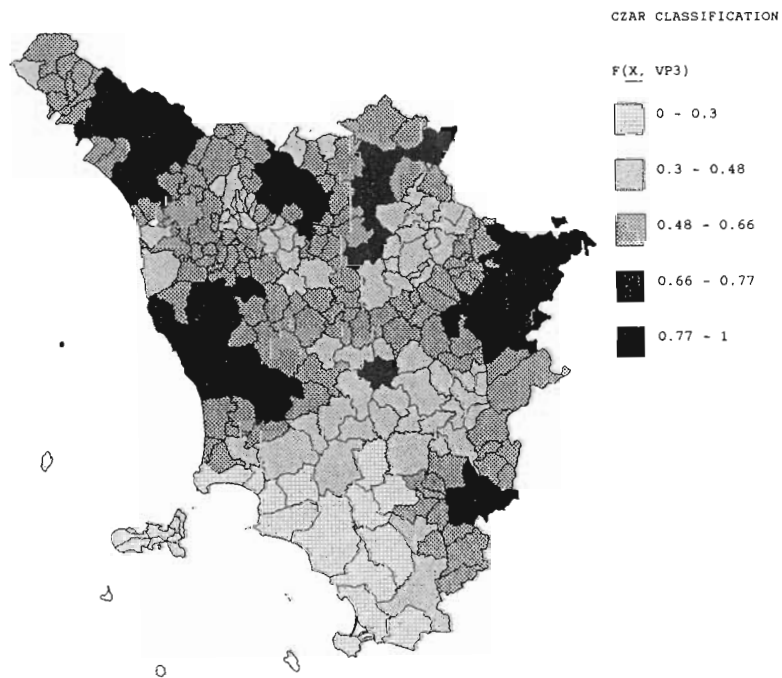 CZAR CLASSIFICATION
F(X, VP3)
0 - 0.3
0.3 - 0.48
0.48 - 0.66
0.66 - 0.77
0.77 - 1